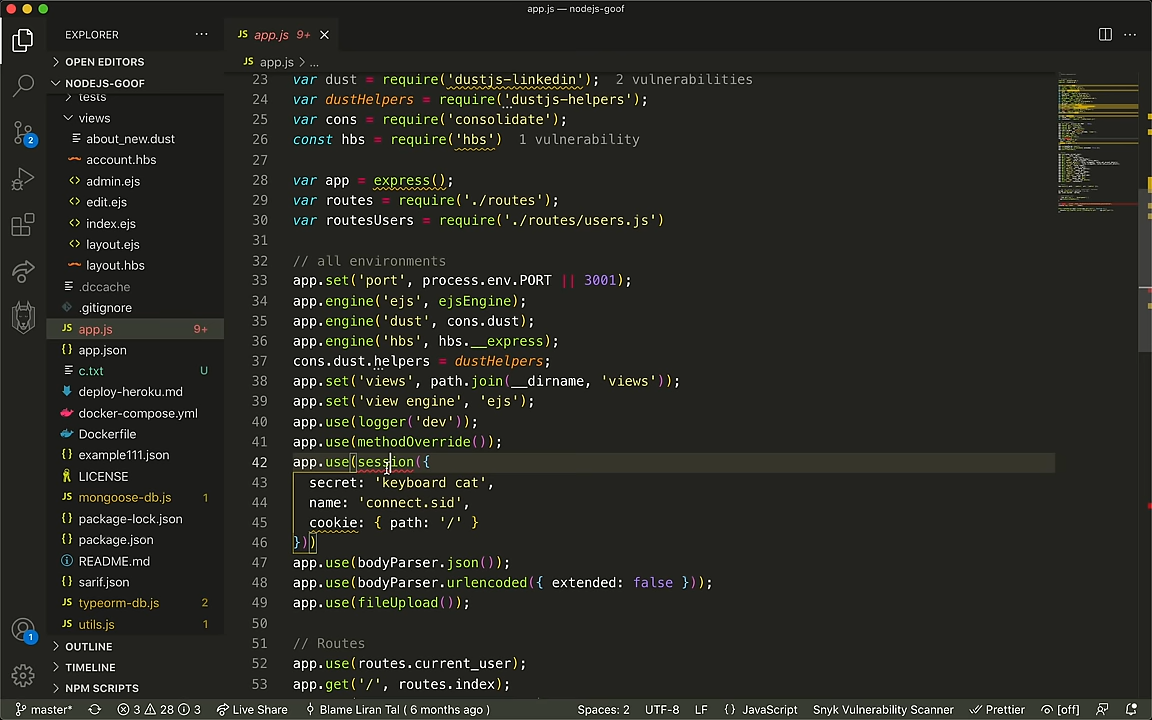 app.js — nodejs-goof
EXPLORER
OPEN EDITORS
NODEJS-GOOF
tests
views
about_new.dust
account.hbs
admin.ejs
edit.ejs
index.ejs
layout.ejs
layout.hbs
.dccache
.gitignore
JS app.js 9+
app.json
c.txt U
deploy-heroku.md
docker-compose.yml
Dockerfile
example111.json
LICENSE
JS mongoose-db.js 1
package-lock.json
package.json
README.md
sarif.json
JS typeorm-db.js 2
JS utils.js 1
OUTLINE
TIMELINE
NPM SCRIPTS
2
1
JS app.js 9+
JS app.js > ...
23 var dust = require('dustjs-linkedin'); 2 vulnerabilities
24 var dustHelpers = require('dustjs-helpers');
25 var cons = require('consolidate');
26 const hbs = require('hbs') 1 vulnerability
27
28 var app = express();
29 var routes = require('./routes');
30 var routesUsers = require('./routes/users.js')
31
32 // all environments
33 app.set('port', process.env.PORT || 3001);
34 app.engine('ejs', ejsEngine);
35 app.engine('dust', cons.dust);
36 app.engine('hbs', hbs.__express);
37 cons.dust.helpers = dustHelpers;
38 app.set('views', path.join(__dirname, 'views'));
39 app.set('view engine', 'ejs');
40 app.use(logger('dev'));
41 app.use(methodOverride());
42 app.use(session({
43 secret: 'keyboard cat',
44 name: 'connect.sid',
45 cookie: { path: '/' }
46 }))
47 app.use(bodyParser.json());
48 app.use(bodyParser.urlencoded({ extended: false }));
49 app.use(fileUpload());
50
51 // Routes
52 app.use(routes.current_user);
53 app.get('/', routes.index);
master* 3 28 3 Live Share Blame Liran Tal ( 6 months ago ) Spaces: 2 UTF-8 LF {} JavaScript Snyk Vulnerability Scanner Prettier [off]